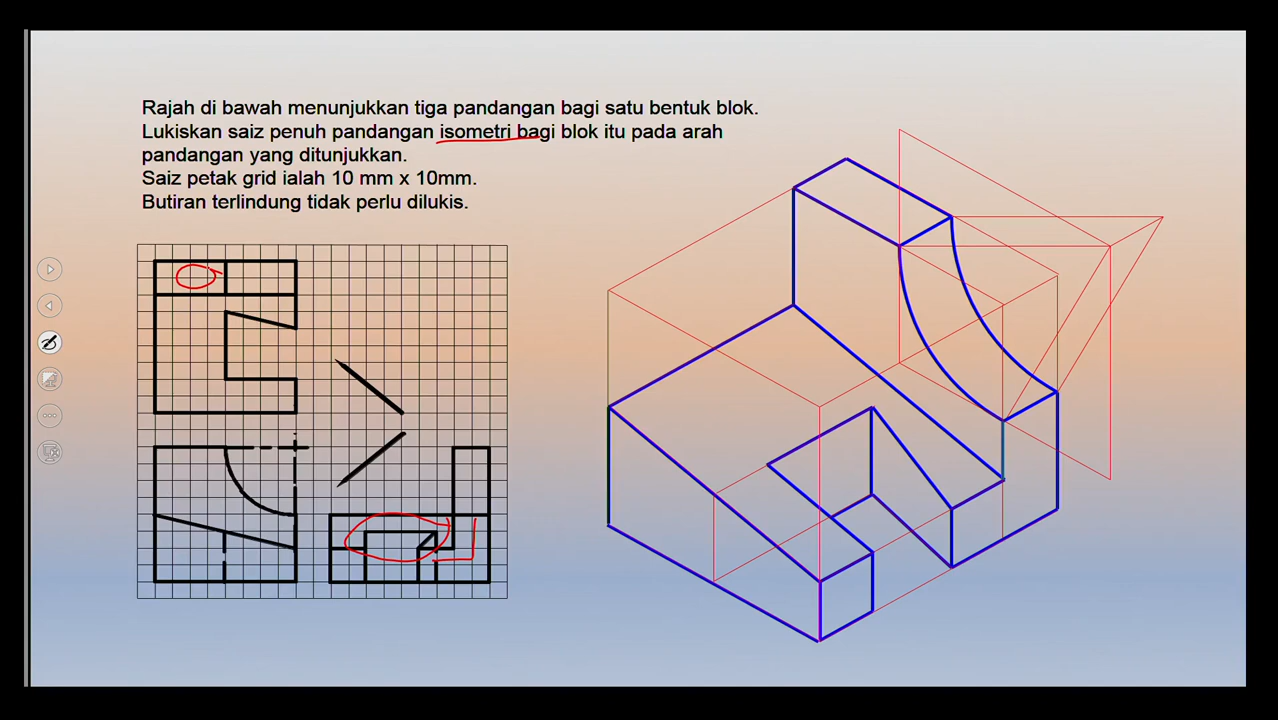 Rajah di bawah menunjukkan tiga pandangan bagi satu bentuk blok.
Lukiskan saiz penuh pandangan isometri bagi blok itu pada arah
pandangan yang ditunjukkan.
Saiz petak grid ialah 10 mm x 10mm.
Butiran terlindung tidak perlu dilukis.